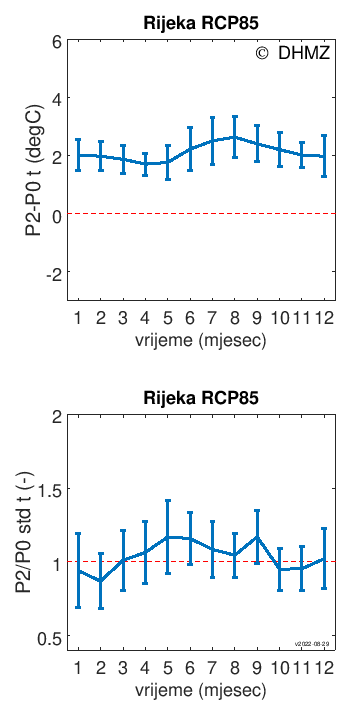 Rijeka RCP85
© DHMZ
6
4
2
0
-2
P2-P0 t (degC)
1 2 3 4 5 6 7 8 9 10 11 12
vrijeme (mjesec)
Rijeka RCP85
2
1.5
1
0.5
P2/P0 std t (-)
v2022-08-29
1 2 3 4 5 6 7 8 9 10 11 12
vrijeme (mjesec)